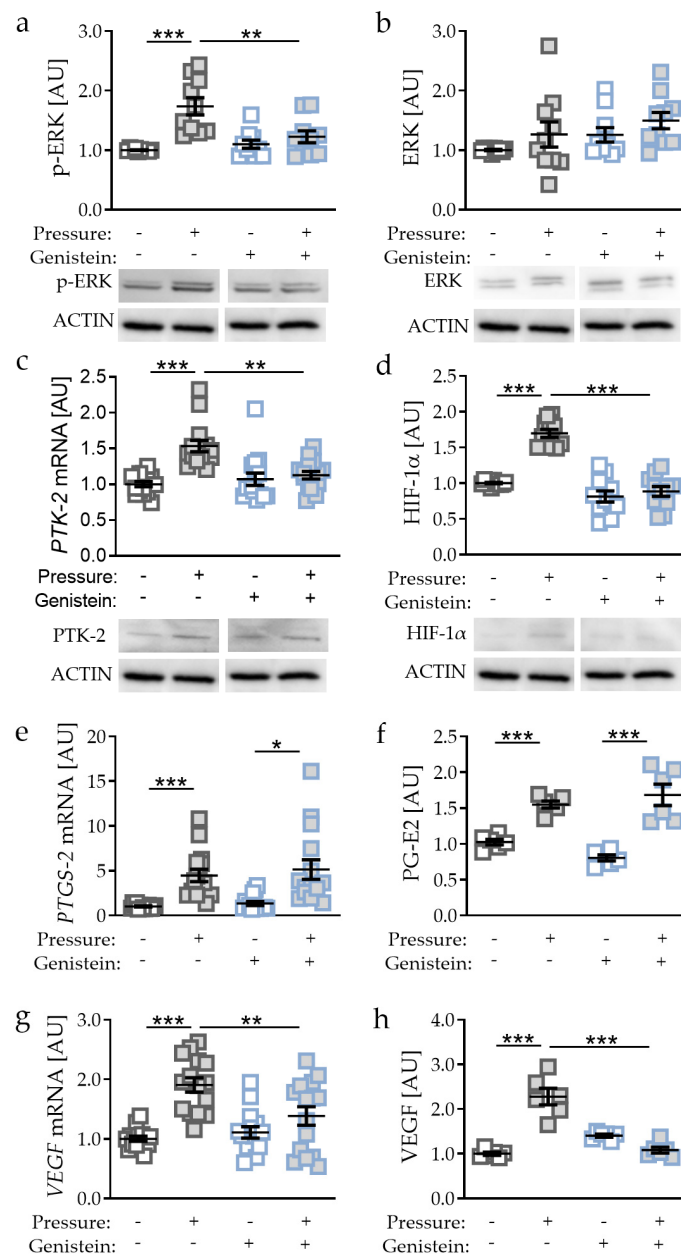 a
b
*** **
3.0
2.0
1.0
0.0
p-ERK [AU]
3.0
2.0
1.0
0.0
ERK [AU]
Pressure: - + - +
Genistein: - - + +
Pressure: - + - +
Genistein: - - + +
p-ERK
ACTIN
ERK
ACTIN
c
d
*** **
2.5
2.0
1.5
1.0
0.5
0.0
PTK-2 mRNA [AU]
*** ***
2.5
2.0
1.5
1.0
0.5
0.0
HIF-1α [AU]
Pressure: - + - +
Genistein: - - + +
Pressure: - + - +
Genistein: - - + +
PTK-2
ACTIN
HIF-1α
ACTIN
e
f
*** *
20
15
10
5
0
PTGS-2 mRNA [AU]
*** ***
2.5
2.0
1.5
1.0
0.5
0.0
PG-E2 [AU]
Pressure: - + - +
Genistein: - - + +
Pressure: - + - +
Genistein: - - + +
g
h
*** **
3.0
2.0
1.0
0.0
VEGF mRNA [AU]
*** ***
4.0
3.0
2.0
1.0
0.0
VEGF [AU]
Pressure: - + - +
Genistein: - - + +
Pressure: - + - +
Genistein: - - + +